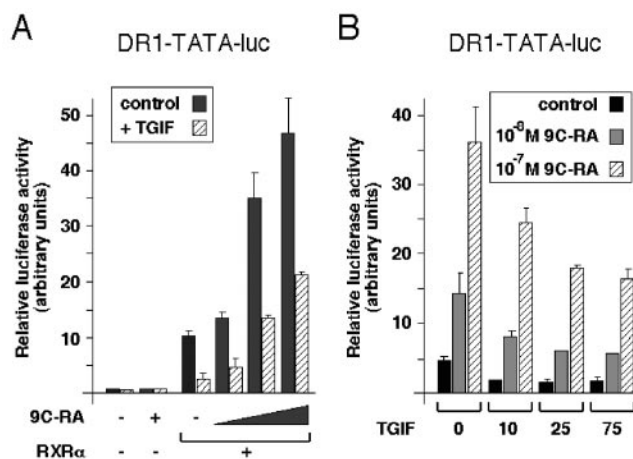 A
DR1-TATA-luc
control
+ TGIF
Relative luciferase activity
(arbitrary units)
50
40
30
20
10
9C-RA - + -
RXRα - - +
B
DR1-TATA-luc
control
10⁻⁸M 9C-RA
10⁻⁷M 9C-RA
Relative luciferase activity
(arbitrary units)
40
30
20
10
TGIF 0 10 25 75